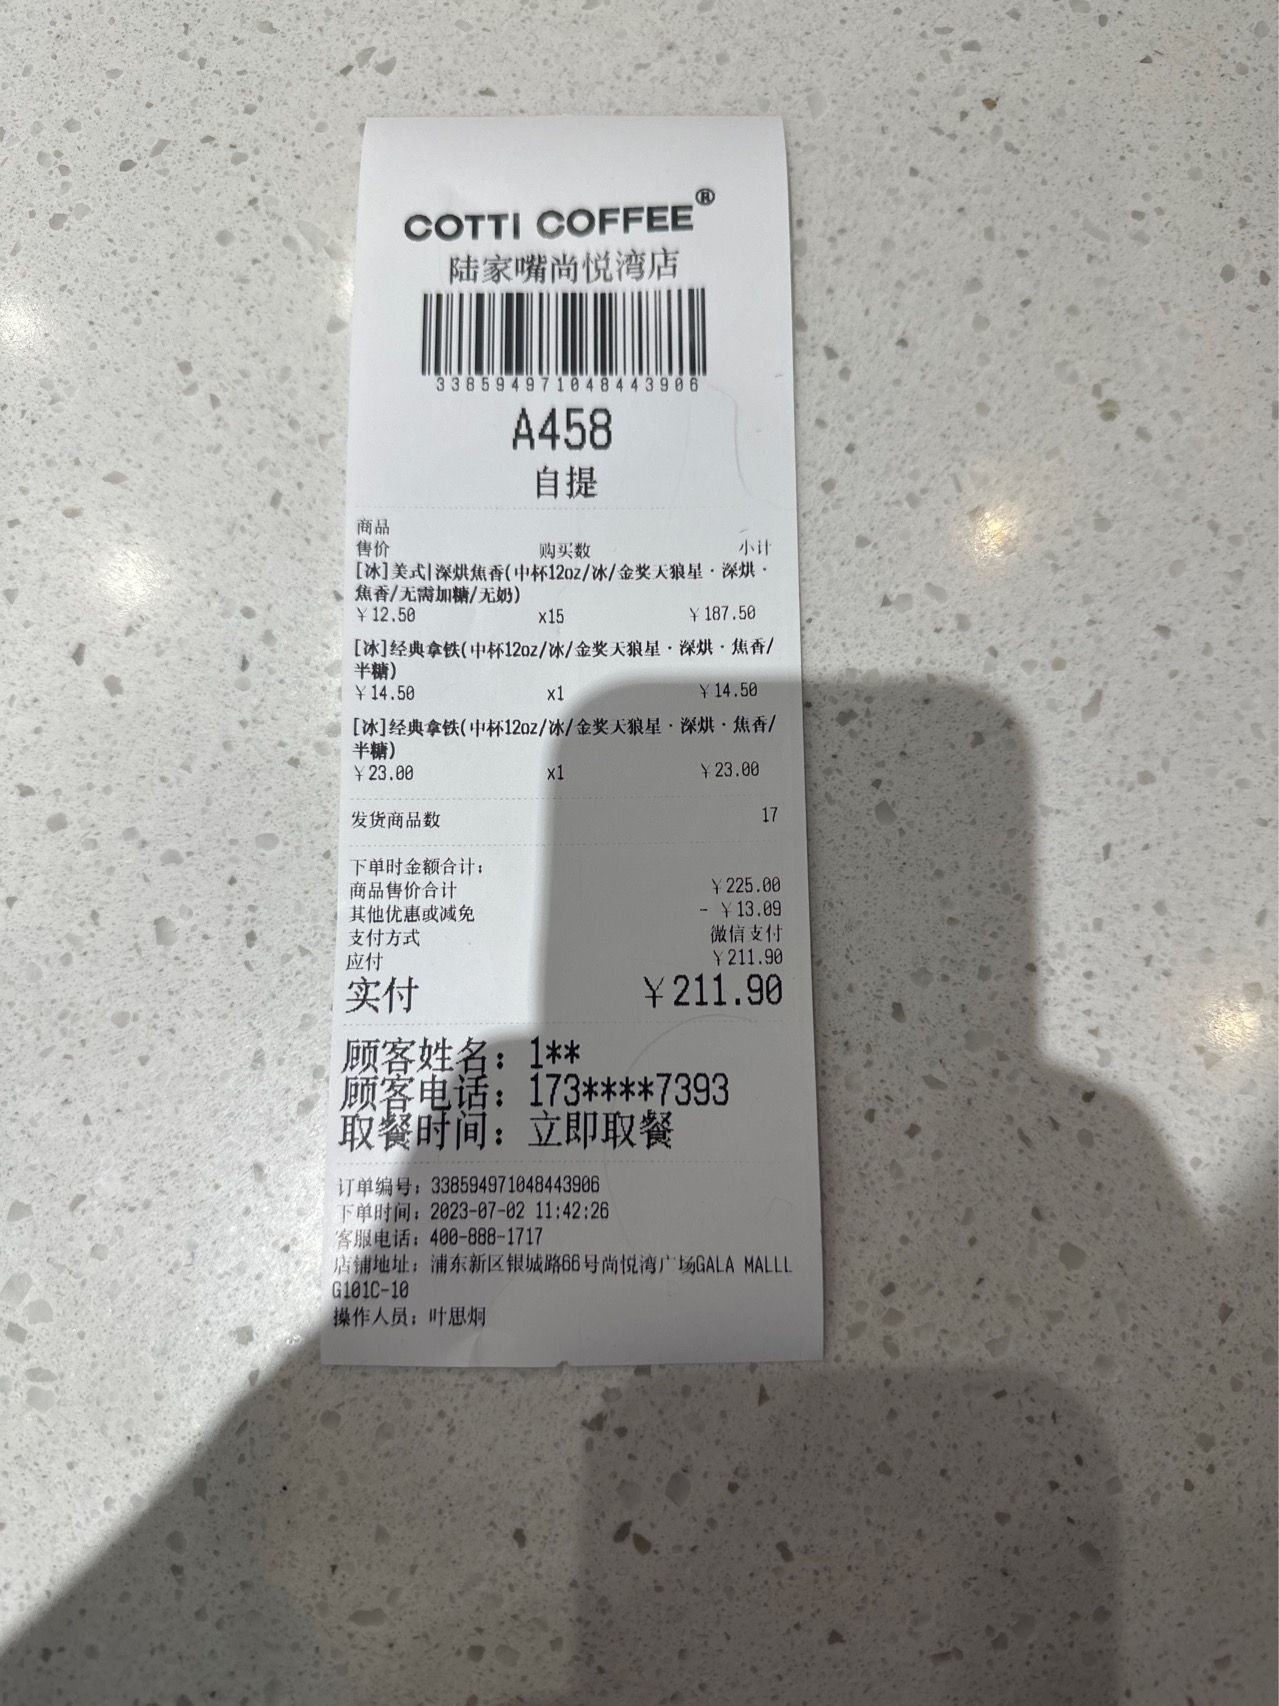 COTTI COFFEE®
陆家嘴尚悦湾店
338594971048443906
A458
自提
商品
售价 购买数 小计
[冰]美式|深烘焦香(中杯12oz/冰/金奖天狼星·深烘·
焦香/无需加糖/无奶)
¥12.50 x15 ¥187.50
[冰]经典拿铁(中杯12oz/冰/金奖天狼星·深烘·焦香/
半糖)
¥14.50 x1 ¥14.50
[冰]经典拿铁(中杯12oz/冰/金奖天狼星·深烘·焦香/
半糖)
¥23.00 x1 ¥23.00
发货商品数 17
下单时金额合计：
商品售价合计 ¥225.00
其他优惠或减免 - ¥13.09
支付方式 微信支付
应付 ¥211.90
实付 ¥211.90
顾客姓名：1**
顾客电话：173****7393
取餐时间：立即取餐
订单编号：338594971048443906
下单时间：2023-07-02 11:42:26
客服电话：400-888-1717
店铺地址：浦东新区银城路66号尚悦湾广场GALA MALLL
G101C-10
操作人员：叶思炯